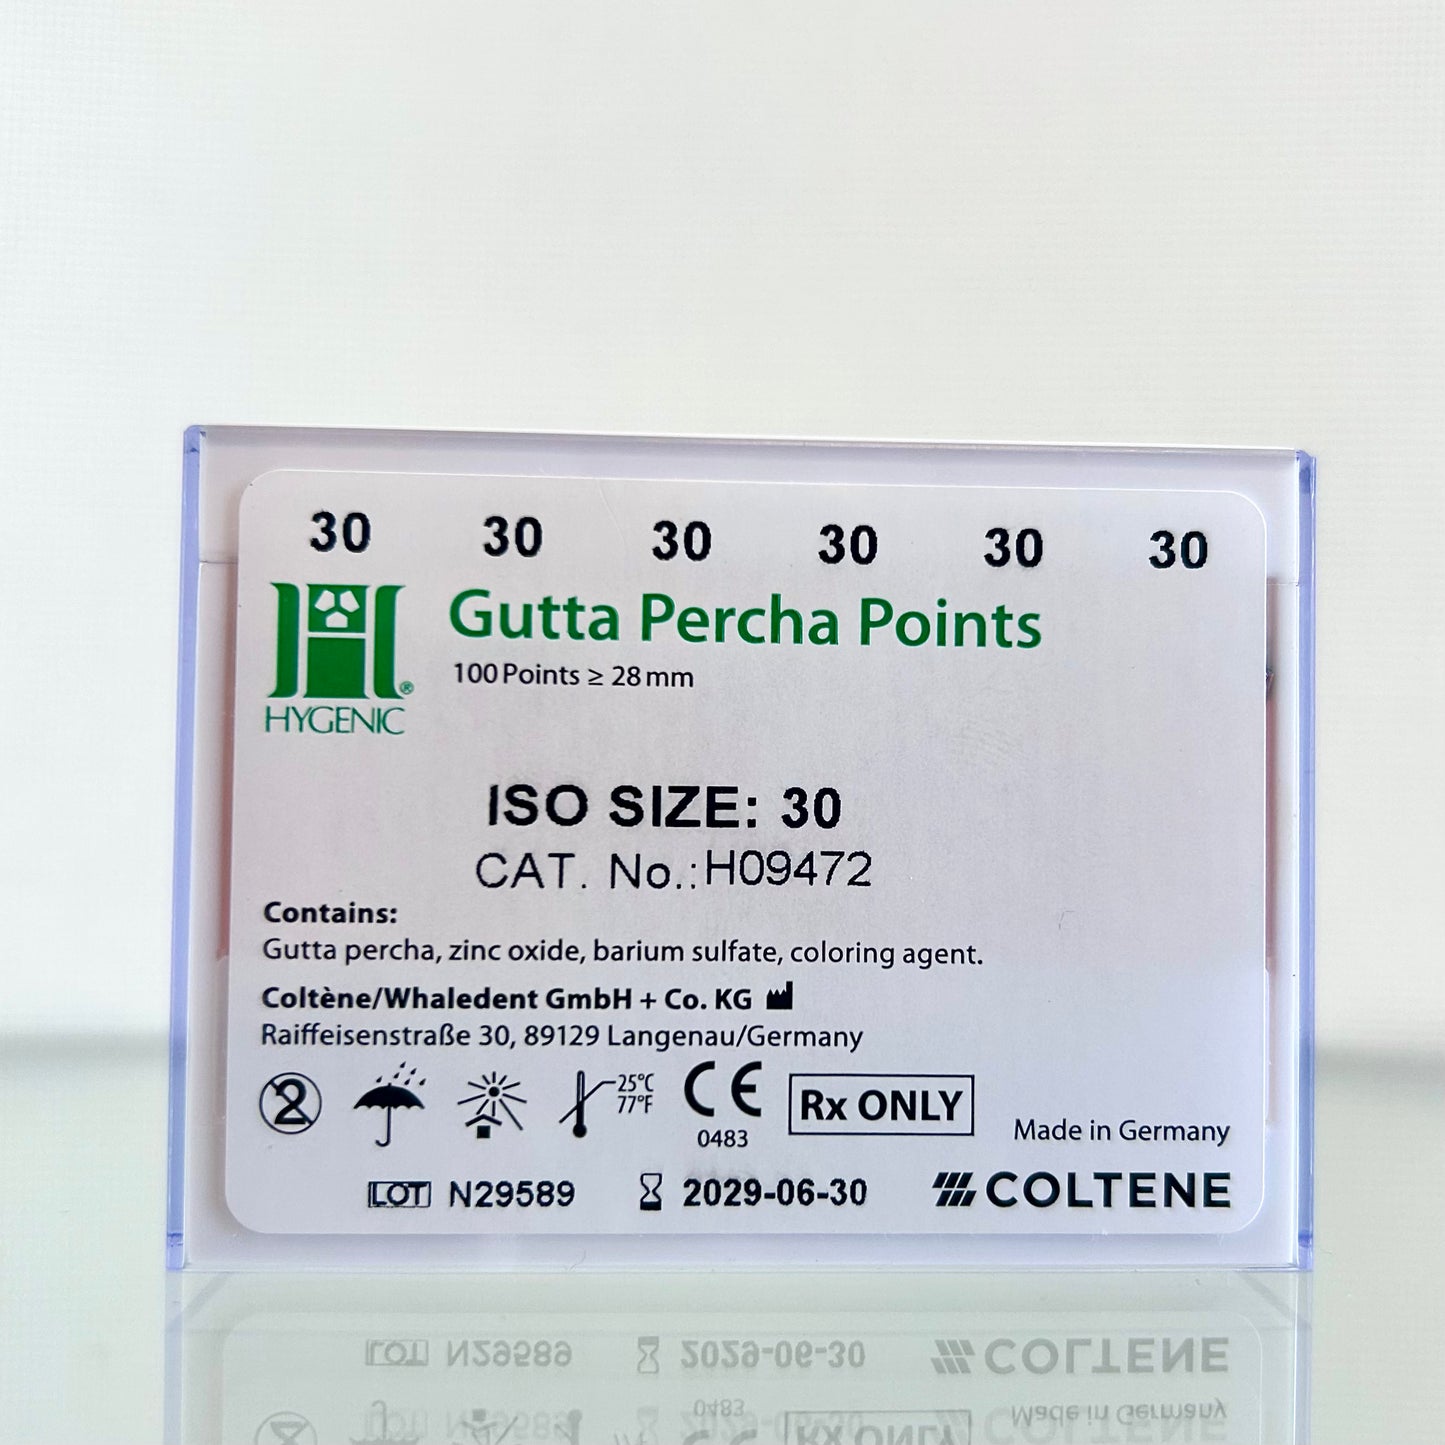 30 30 30 30 30 30
Gutta Percha Points
100 Points ≥ 28 mm
®
HYGENIC
ISO SIZE: 30
CAT. No.: H09472
Contains:
Gutta percha, zinc oxide, barium sulfate, coloring agent.
Coltène/Whaledent GmbH + Co. KG
Raiffeisenstraße 30, 89129 Langenau/Germany
2
25°C
77°F
CE
0483
Rx ONLY
Made in Germany
LOT N29589
2029-06-30
COLTENE